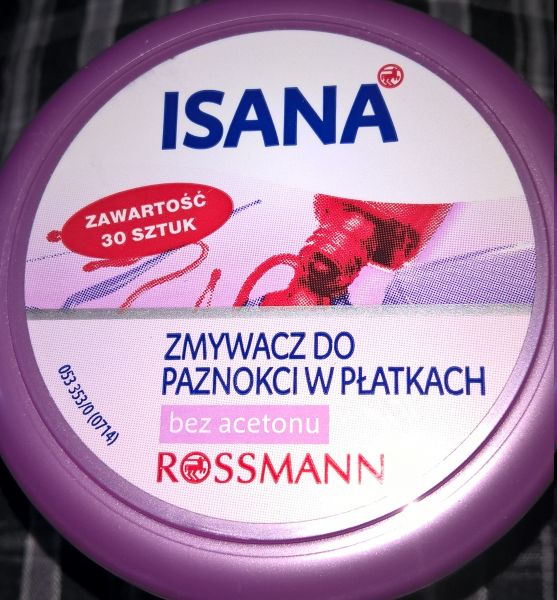 ISANA
ZAWARTOŚĆ
30 SZTUK
ZMYWACZ DO
PAZNOKCI W PŁATKACH
bez acetonu
ROSSMANN
053 353/0 (0714)